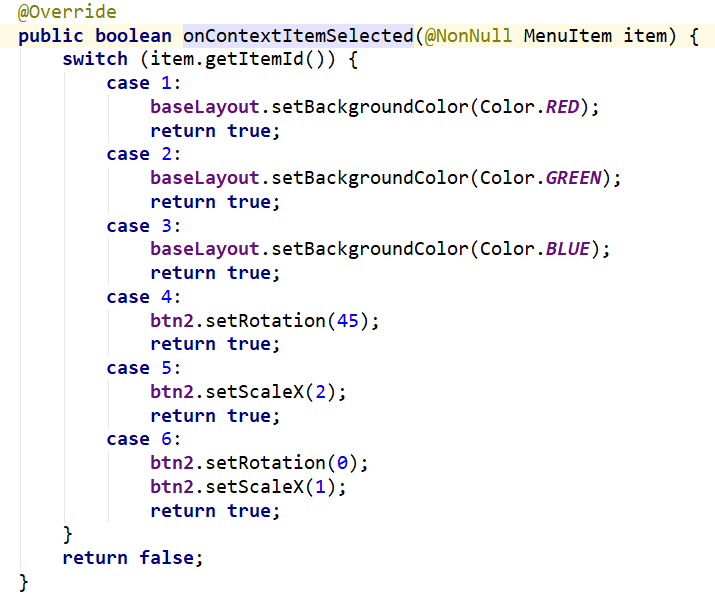 @Override
public boolean onContextItemSelected(@NonNull MenuItem item) {
    switch (item.getItemId()) {
        case 1:
            baseLayout.setBackgroundColor(Color.RED);
            return true;
        case 2:
            baseLayout.setBackgroundColor(Color.GREEN);
            return true;
        case 3:
            baseLayout.setBackgroundColor(Color.BLUE);
            return true;
        case 4:
            btn2.setRotation(45);
            return true;
        case 5:
            btn2.setScaleX(2);
            return true;
        case 6:
            btn2.setRotation(0);
            btn2.setScaleX(1);
            return true;
    }
    return false;
}